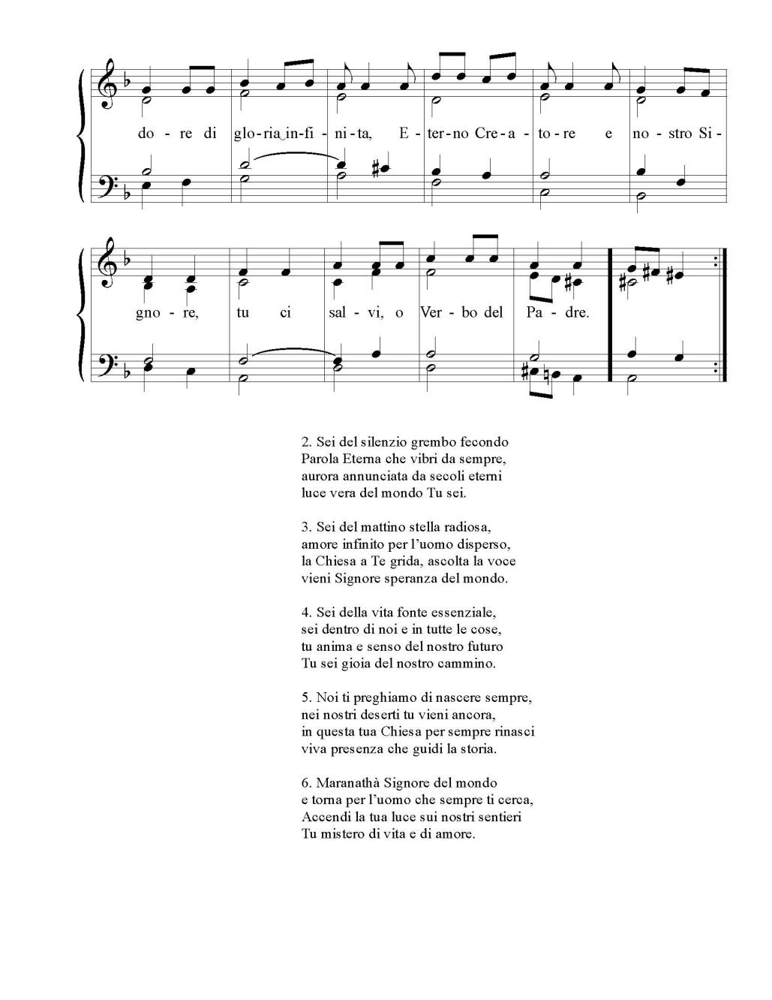 do - re di glo - ria in - fi - ni - ta, E - ter - no Cre - a - to - re e no - stro Si -
gno - re, tu ci sal - vi, o Ver - bo del Pa - dre.
2. Sei del silenzio grembo fecondo
Parola Eterna che vibri da sempre,
aurora annunciata da secoli eterni
luce vera del mondo Tu sei.
3. Sei del mattino stella radiosa,
amore infinito per l'uomo disperso,
la Chiesa a Te grida, ascolta la voce
vieni Signore speranza del mondo.
4. Sei della vita fonte essenziale,
sei dentro di noi e in tutte le cose,
tu anima e senso del nostro futuro
Tu sei gioia del nostro cammino.
5. Noi ti preghiamo di nascere sempre,
nei nostri deserti tu vieni ancora,
in questa tua Chiesa per sempre rinasci
viva presenza che guidi la storia.
6. Maranathà Signore del mondo
e torna per l'uomo che sempre ti cerca,
Accendi la tua luce sui nostri sentieri
Tu mistero di vita e di amore.